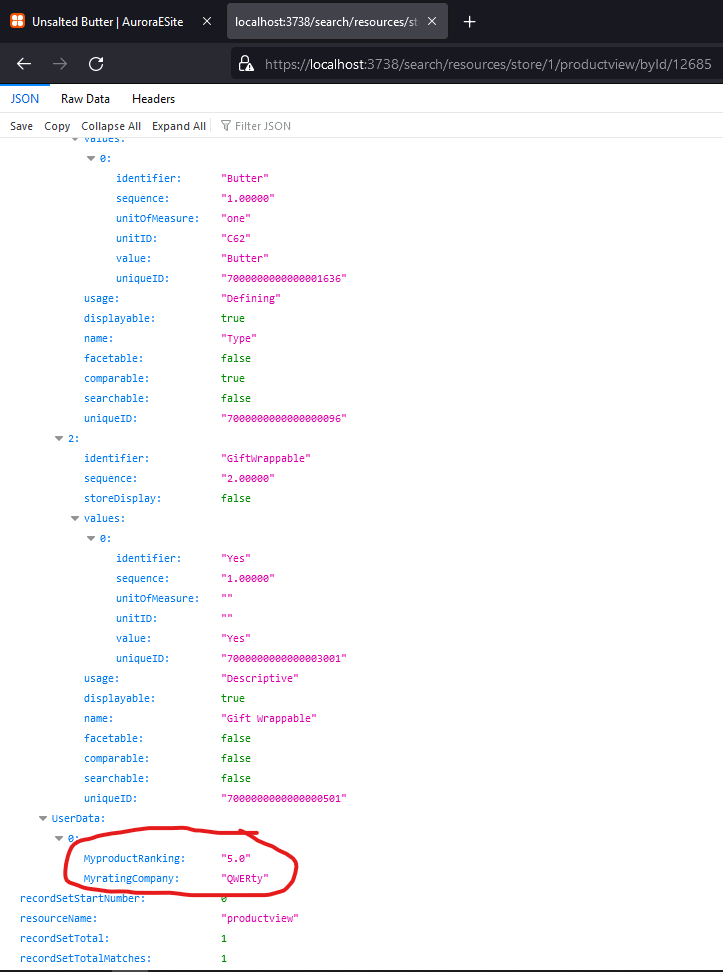 Unsalted Butter | AuroraESite
localhost:3738/search/resources/st
https://localhost:3738/search/resources/store/1/productview/byId/12685
JSON Raw Data Headers
Save Copy Collapse All Expand All Filter JSON
values:
0:
identifier: "Butter"
sequence: "1.00000"
unitOfMeasure: "one"
unitID: "C62"
value: "Butter"
uniqueID: "7000000000000001636"
usage: "Defining"
displayable: true
name: "Type"
facetable: false
comparable: true
searchable: false
uniqueID: "7000000000000000096"
2:
identifier: "GiftWrappable"
sequence: "2.00000"
storeDisplay: false
values:
0:
identifier: "Yes"
sequence: "1.00000"
unitOfMeasure: ""
unitID: ""
value: "Yes"
uniqueID: "7000000000000003001"
usage: "Descriptive"
displayable: true
name: "Gift Wrappable"
facetable: false
comparable: false
searchable: false
uniqueID: "7000000000000000501"
UserData:
0:
MyproductRanking: "5.0"
MyratingCompany: "QWERty"
recordSetStartNumber: 0
resourceName: "productview"
recordSetTotal: 1
recordSetTotalMatches: 1